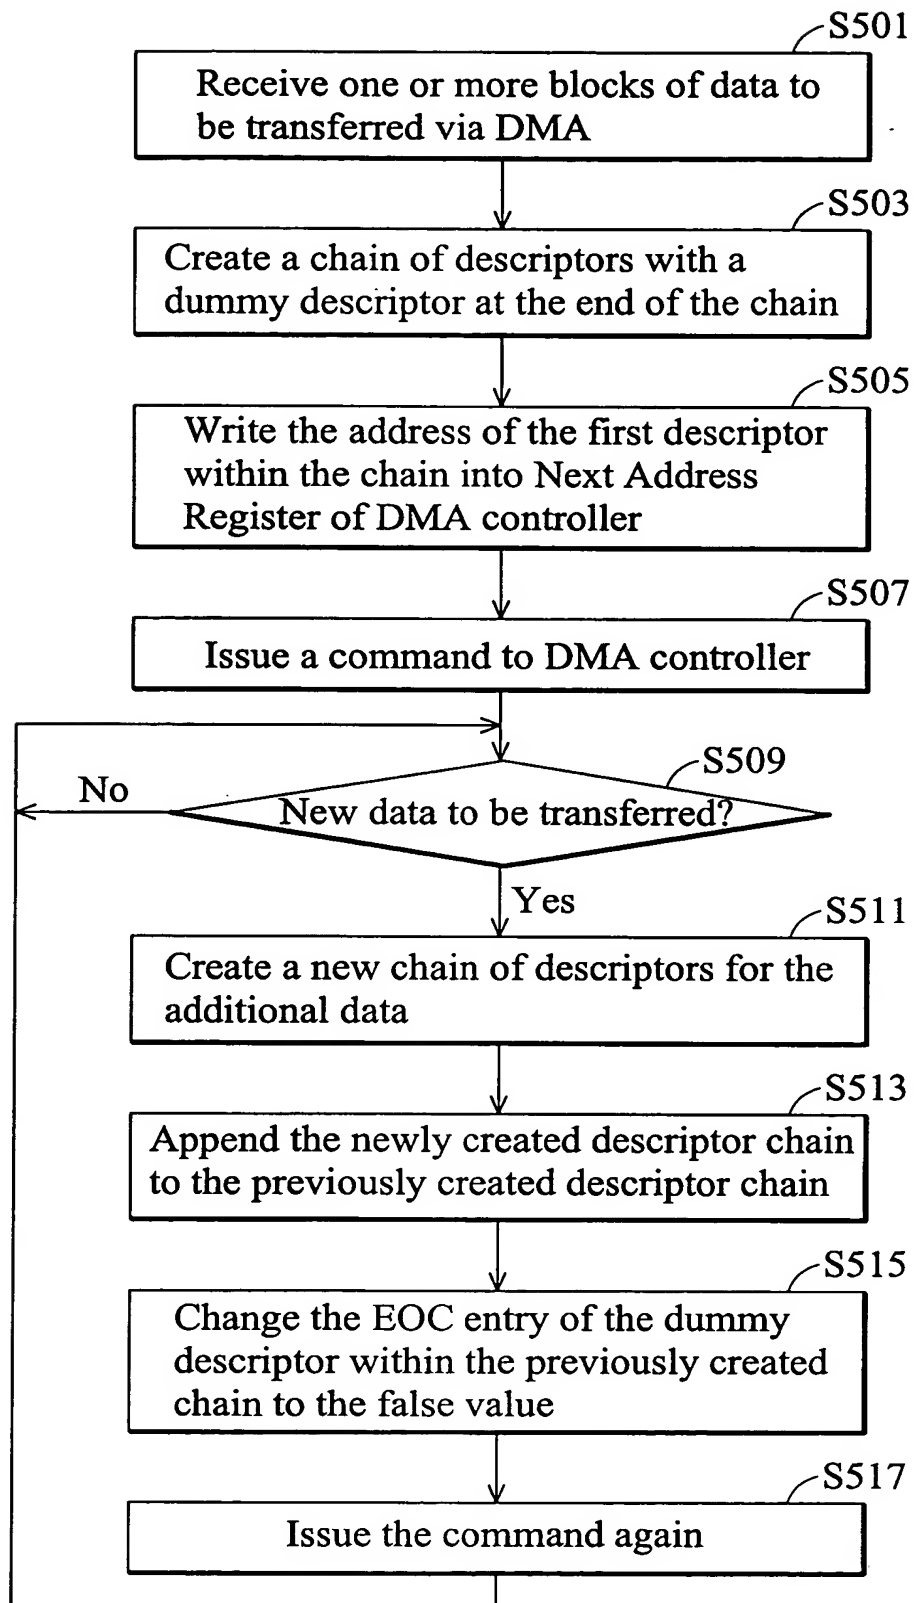 S501
Receive one or more blocks of data to
be transferred via DMA
S503
Create a chain of descriptors with a
dummy descriptor at the end of the chain
S505
Write the address of the first descriptor
within the chain into Next Address
Register of DMA controller
S507
Issue a command to DMA controller
S509
No
New data to be transferred?
Yes
S511
Create a new chain of descriptors for the
additional data
S513
Append the newly created descriptor chain
to the previously created descriptor chain
S515
Change the EOC entry of the dummy
descriptor within the previously created
chain to the false value
S517
Issue the command again